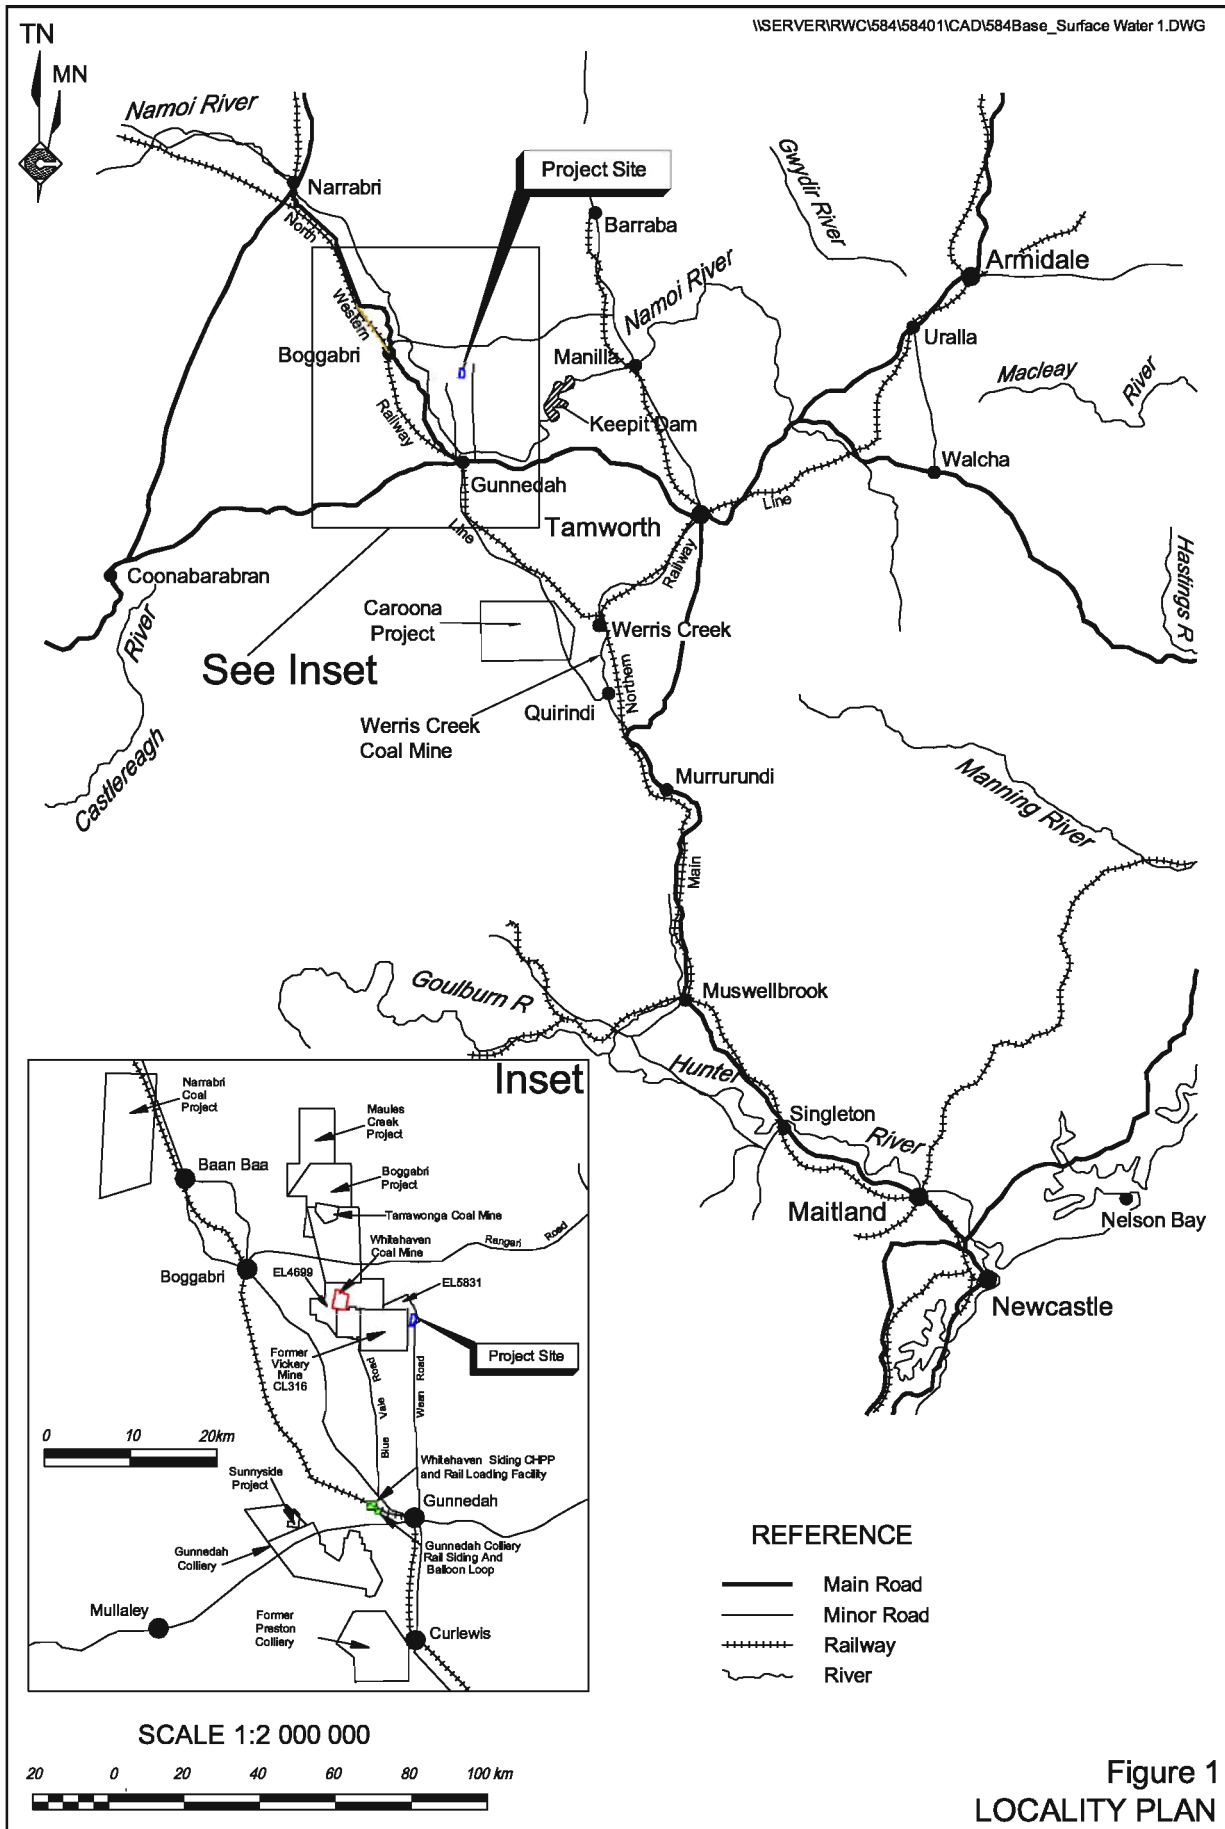 \\SERVER\RWC\584\58401\CAD\584Base_Surface Water 1.DWG
TN
MN
Namoi River
Narrabri
North
Project Site
Barraba
Gwydir River
Armidale
Namoi River
Western
Boggabri
Manilla
Uralla
Macleay
River
Railway
Keepit Dam
Gunnedah
Walcha
Line
Tamworth
Line
Railway
Hastings R
Coonabarabran
River
Castlereagh
Caroona
Project
Werris Creek
See Inset
Northern
Quirindi
Werris Creek
Coal Mine
Murrurundi
Manning River
Main
Goulburn R
Muswellbrook
Hunter
Singleton
River
Maitland
Nelson Bay
Newcastle
Inset
Narrabri
Coal
Project
Maules
Creek
Project
Baan Baa
Boggabri
Project
Tarrawonga Coal Mine
Whitehaven
Coal Mine
Rangari
Road
Boggabri
EL4699
EL5831
Former
Vickery
Mine
CL316
Project Site
Blue Vale Road
Wean Road
0 10 20km
Whitehaven Siding CHPP
and Rail Loading Facility
Sunnyside
Project
Gunnedah
Gunnedah
Colliery
Gunnedah Colliery
Rail Siding And
Balloon Loop
Mullaley
Former
Preston
Colliery
Curlewis
REFERENCE
Main Road
Minor Road
Railway
River
SCALE 1:2 000 000
20 0 20 40 60 80 100 km
Figure 1
LOCALITY PLAN